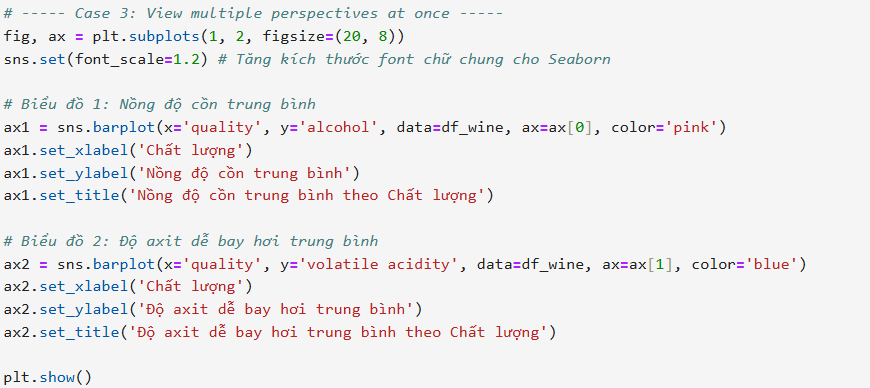 # ----- Case 3: View multiple perspectives at once -----
fig, ax = plt.subplots(1, 2, figsize=(20, 8))
sns.set(font_scale=1.2) # Tăng kích thước font chữ chung cho Seaborn

# Biểu đồ 1: Nồng độ cồn trung bình
ax1 = sns.barplot(x='quality', y='alcohol', data=df_wine, ax=ax[0], color='pink')
ax1.set_xlabel('Chất lượng')
ax1.set_ylabel('Nồng độ cồn trung bình')
ax1.set_title('Nồng độ cồn trung bình theo Chất lượng')

# Biểu đồ 2: Độ axit dễ bay hơi trung bình
ax2 = sns.barplot(x='quality', y='volatile acidity', data=df_wine, ax=ax[1], color='blue')
ax2.set_xlabel('Chất lượng')
ax2.set_ylabel('Độ axit dễ bay hơi trung bình')
ax2.set_title('Độ axit dễ bay hơi trung bình theo Chất lượng')

plt.show()